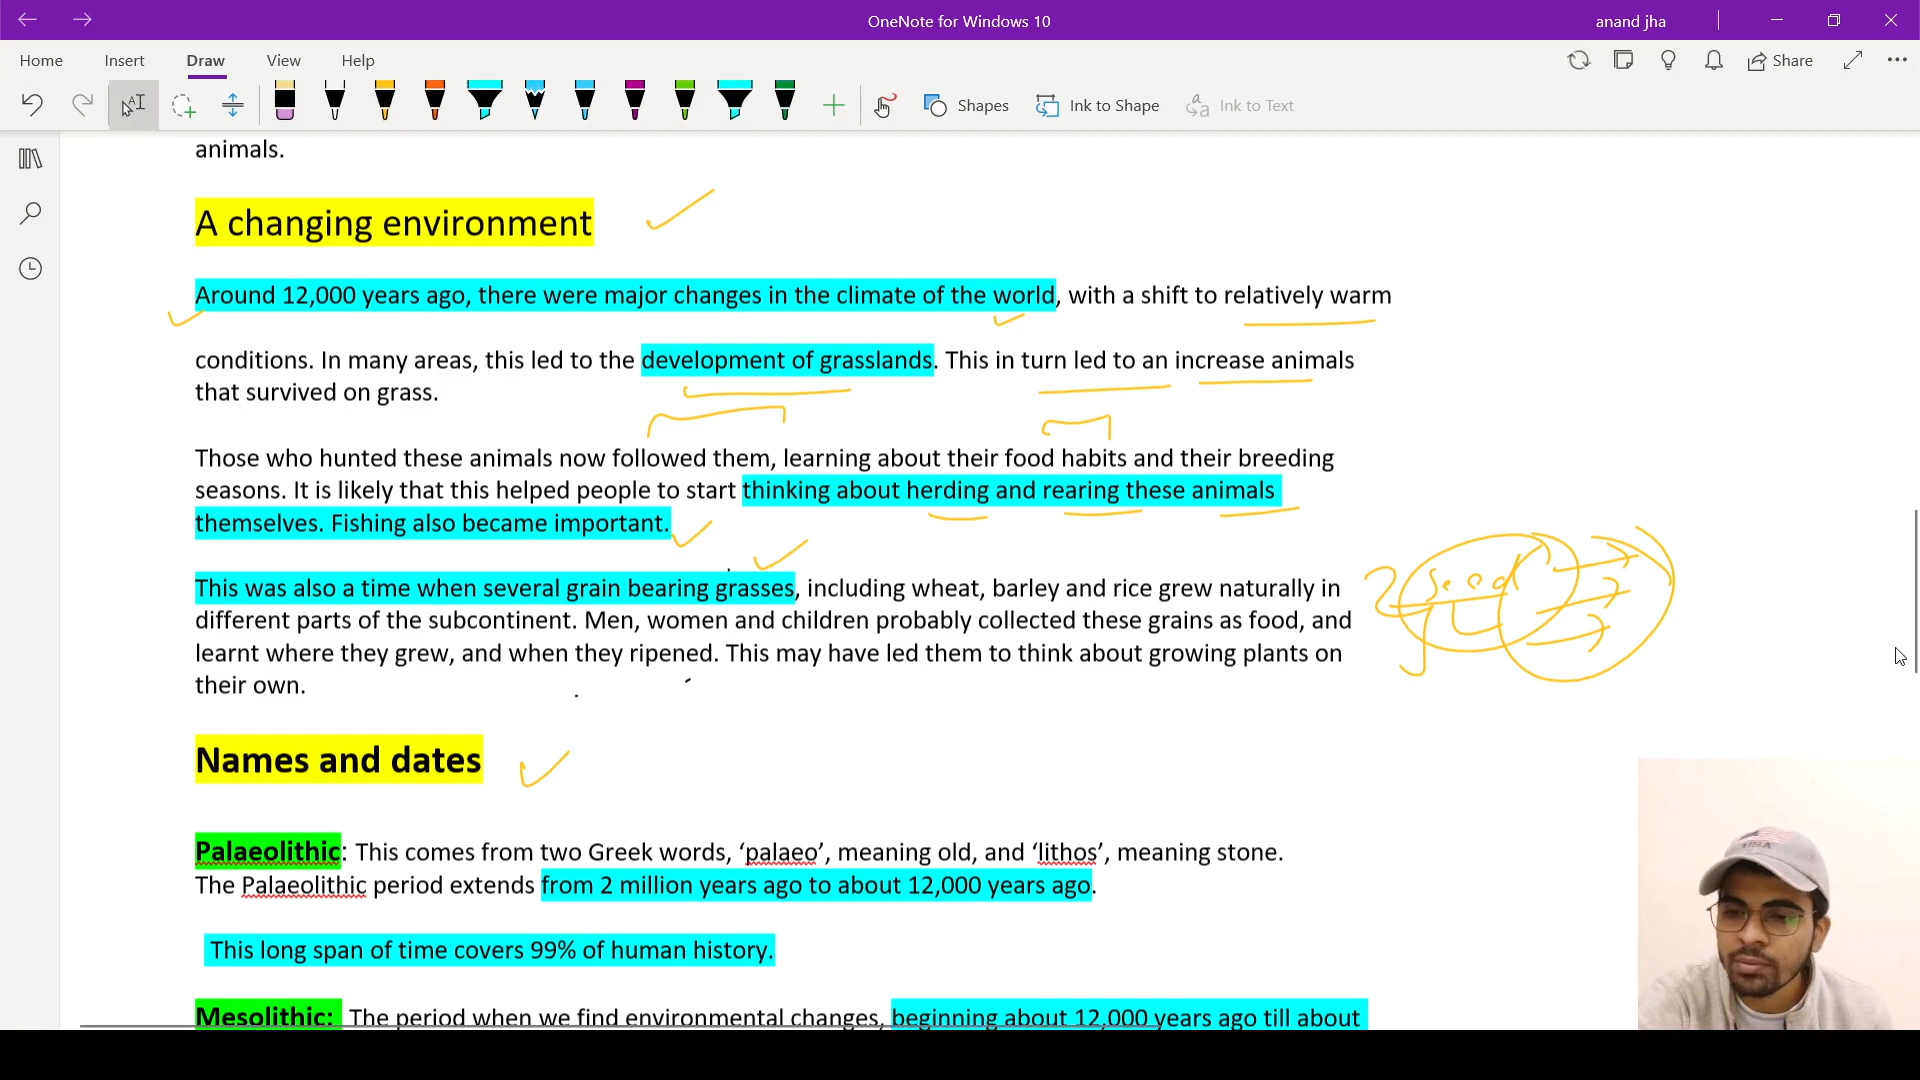 OneNote for Windows 10
anand jha
Home Insert Draw View Help
Share
Shapes Ink to Shape Ink to Text
animals.
A changing environment
Around 12,000 years ago, there were major changes in the climate of the world, with a shift to relatively warm
conditions. In many areas, this led to the development of grasslands. This in turn led to an increase animals
that survived on grass.
Those who hunted these animals now followed them, learning about their food habits and their breeding
seasons. It is likely that this helped people to start thinking about herding and rearing these animals
themselves. Fishing also became important.
This was also a time when several grain bearing grasses, including wheat, barley and rice grew naturally in
different parts of the subcontinent. Men, women and children probably collected these grains as food, and
learnt where they grew, and when they ripened. This may have led them to think about growing plants on
their own.
seed
Names and dates
Palaeolithic: This comes from two Greek words, ‘palaeo’, meaning old, and ‘lithos’, meaning stone.
The Palaeolithic period extends from 2 million years ago to about 12,000 years ago.
This long span of time covers 99% of human history.
Mesolithic: The period when we find environmental changes, beginning about 12,000 years ago till about